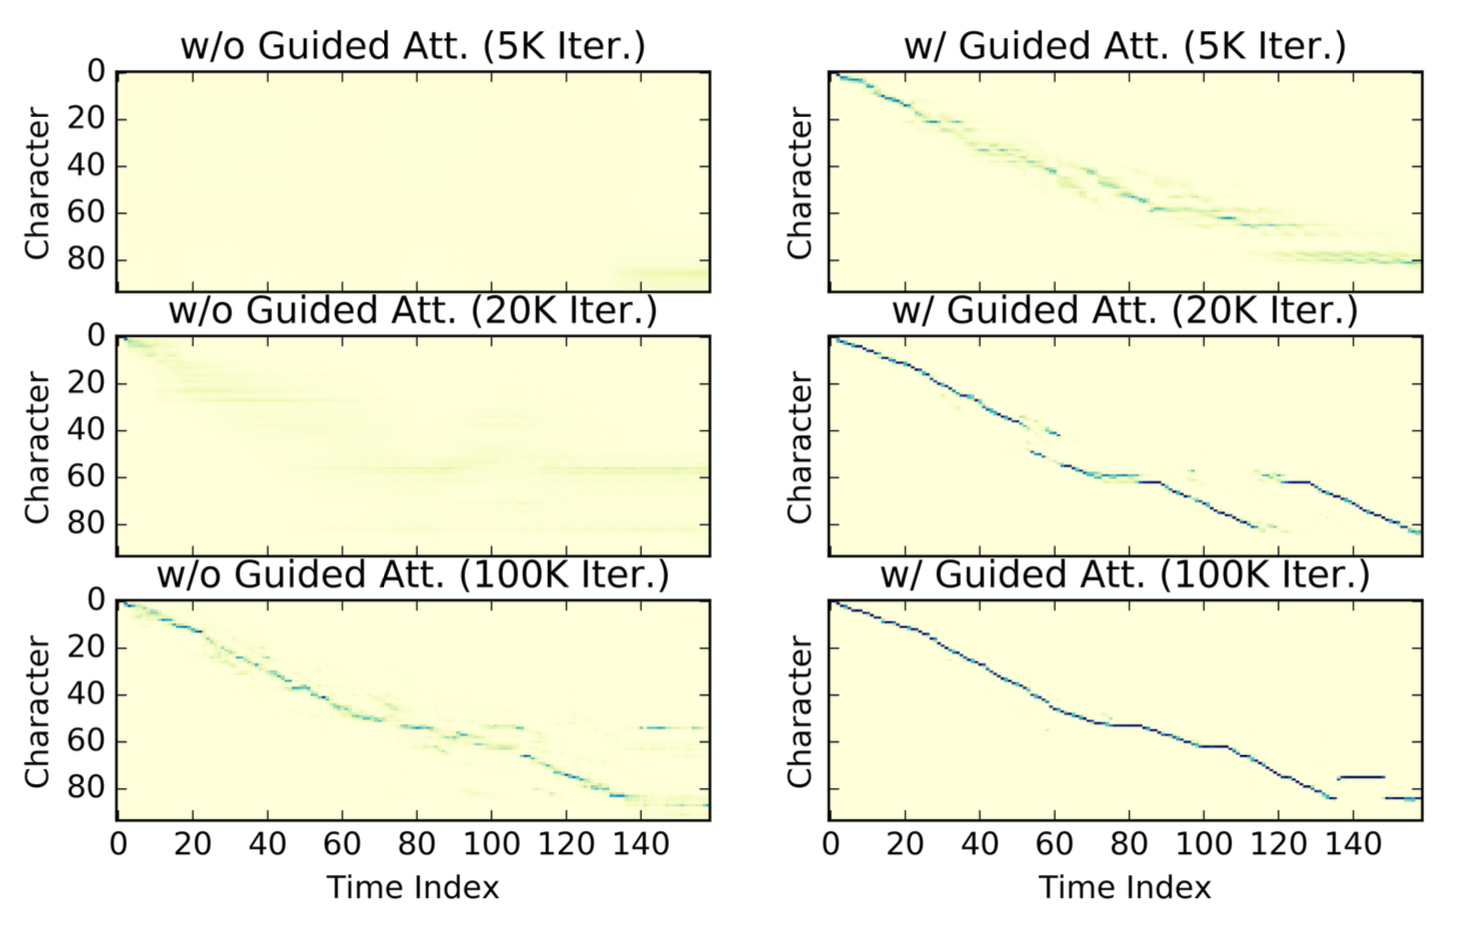 w/o Guided Att. (5K Iter.)
0
20
40
60
80
Character
w/ Guided Att. (5K Iter.)
Character
w/o Guided Att. (20K Iter.)
0
20
40
60
80
Character
w/ Guided Att. (20K Iter.)
Character
w/o Guided Att. (100K Iter.)
0
20
40
60
80
Character
0 20 40 60 80 100 120 140
Time Index
w/ Guided Att. (100K Iter.)
Character
0 20 40 60 80 100 120 140
Time Index